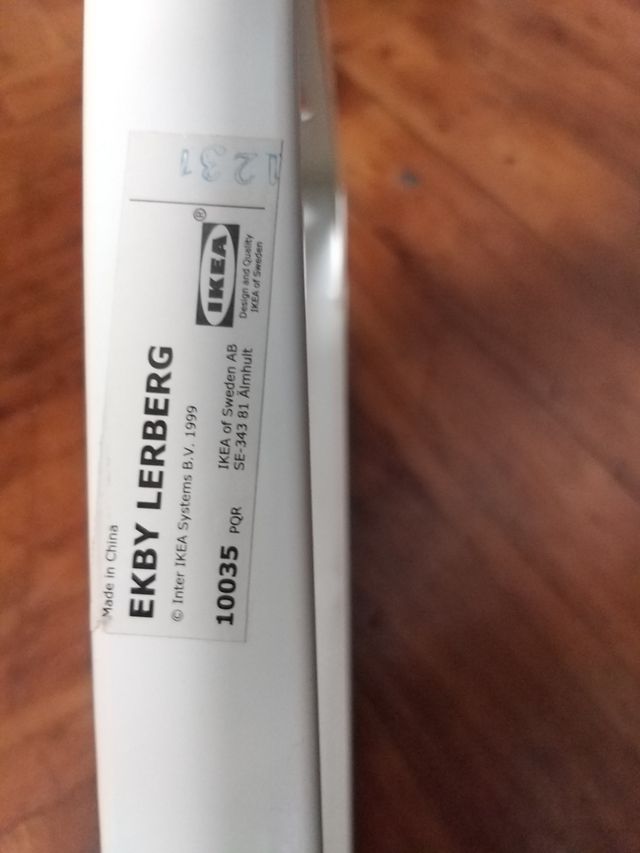 Made in China
EKBY LERBERG
© Inter IKEA Systems B.V. 1999
10035 PQR
IKEA of Sweden AB
SE-343 81 Älmhult
IKEA®
Design and Quality
IKEA of Sweden
1231